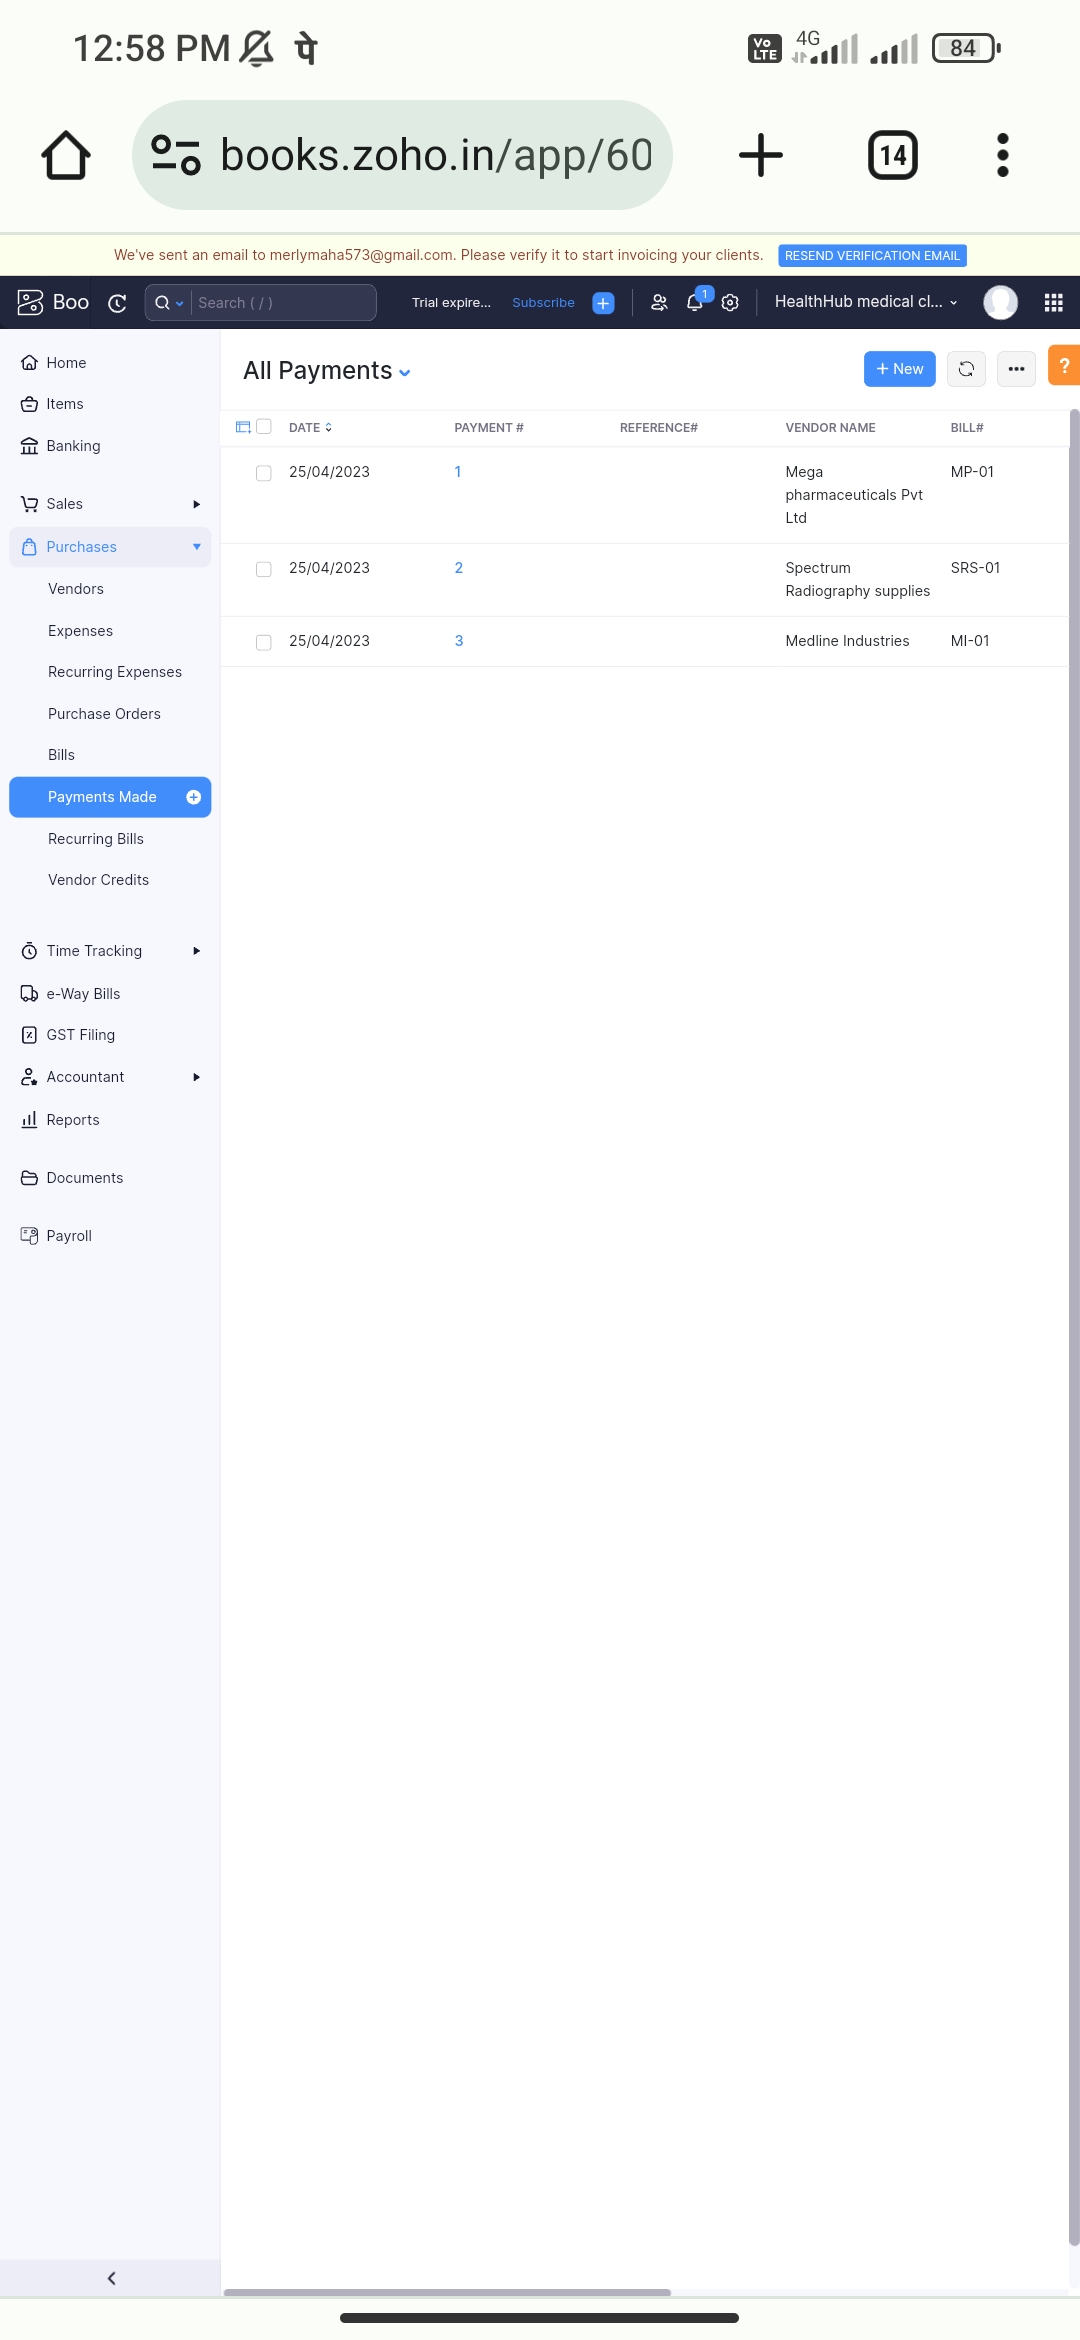 12:58 PM पे Vo LTE 4G 84
books.zoho.in/app/60 14
We've sent an email to merlymaha573@gmail.com. Please verify it to start invoicing your clients. RESEND VERIFICATION EMAIL
Boo Search ( / ) Trial expire... Subscribe 1 HealthHub medical cl...
Home
Items
Banking
Sales
Purchases
Vendors
Expenses
Recurring Expenses
Purchase Orders
Bills
Payments Made
Recurring Bills
Vendor Credits
Time Tracking
e-Way Bills
GST Filing
Accountant
Reports
Documents
Payroll
All Payments + New ?
DATE PAYMENT # REFERENCE# VENDOR NAME BILL#
25/04/2023 1 Mega MP-01
pharmaceuticals Pvt
Ltd
25/04/2023 2 Spectrum SRS-01
Radiography supplies
25/04/2023 3 Medline Industries MI-01